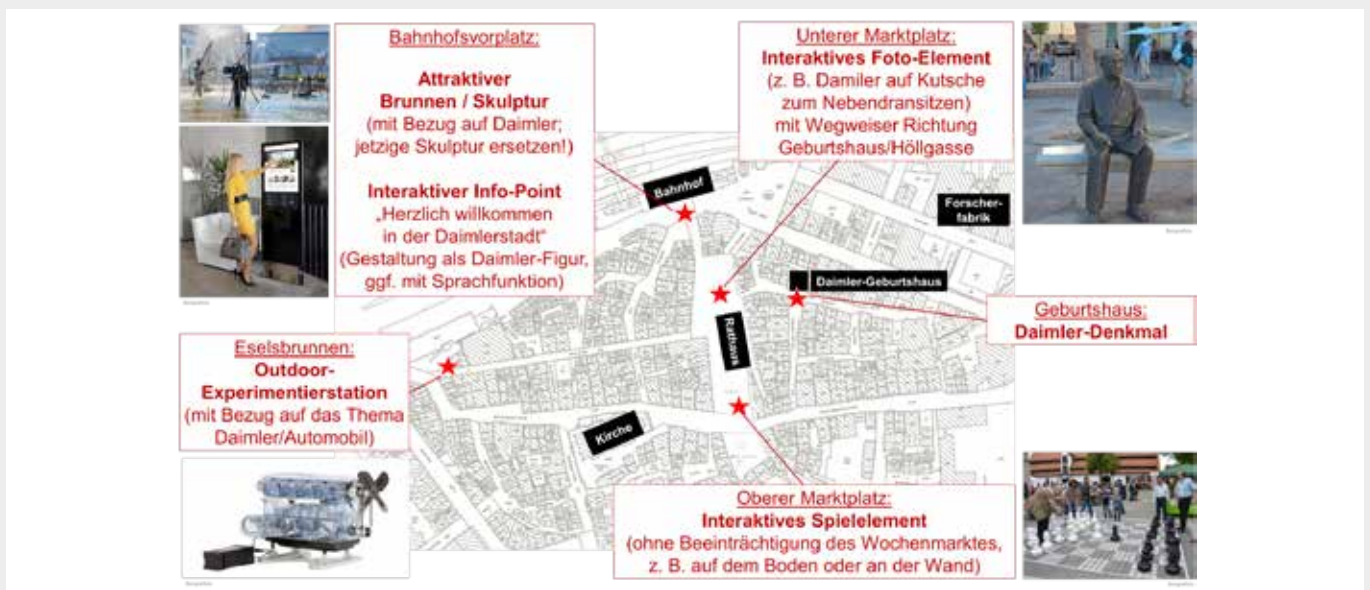 Bahnhofsvorplatz:
Attraktiver
Brunnen / Skulptur
(mit Bezug auf Daimler;
jetzige Skulptur ersetzen!)
Interaktiver Info-Point
„Herzlich willkommen
in der Daimlerstadt“
(Gestaltung als Daimler-Figur,
ggf. mit Sprachfunktion)
Unterer Marktplatz:
Interaktives Foto-Element
(z. B. Damiler auf Kutsche
zum Nebendransitzen)
mit Wegweiser Richtung
Geburtshaus/Höllgasse
Bahnhof
Forscher-
fabrik
Daimler-Geburtshaus
Rathaus
Kirche
Geburtshaus:
Daimler-Denkmal
Eselsbrunnen:
Outdoor-
Experimentierstation
(mit Bezug auf das Thema
Daimler/Automobil)
Oberer Marktplatz:
Interaktives Spielelement
(ohne Beeinträchtigung des Wochenmarktes,
z. B. auf dem Boden oder an der Wand)